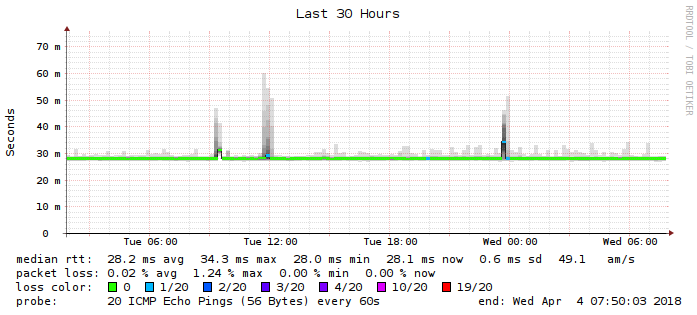 Last 30 Hours
RRDTOOL / TOBI OETIKER
Seconds
70 m
60 m
50 m
40 m
30 m
20 m
10 m
0
Tue 06:00 Tue 12:00 Tue 18:00 Wed 00:00 Wed 06:00
median rtt: 28.2 ms avg 34.3 ms max 28.0 ms min 28.1 ms now 0.6 ms sd 49.1 am/s
packet loss: 0.02 % avg 1.24 % max 0.00 % min 0.00 % now
loss color: 0 1/20 2/20 3/20 4/20 10/20 19/20
probe: 20 ICMP Echo Pings (56 Bytes) every 60s end: Wed Apr 4 07:50:03 2018